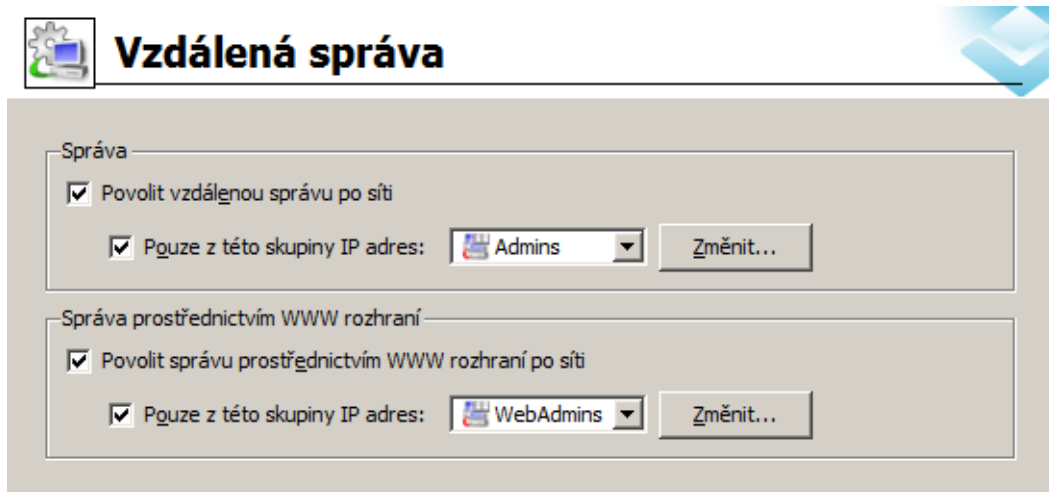 Vzdálená správa
Správa
Povolit vzdálenou správu po síti
Pouze z této skupiny IP adres: Admins Změnit...
Správa prostřednictvím WWW rozhraní
Povolit správu prostřednictvím WWW rozhraní po síti
Pouze z této skupiny IP adres: WebAdmins Změnit...